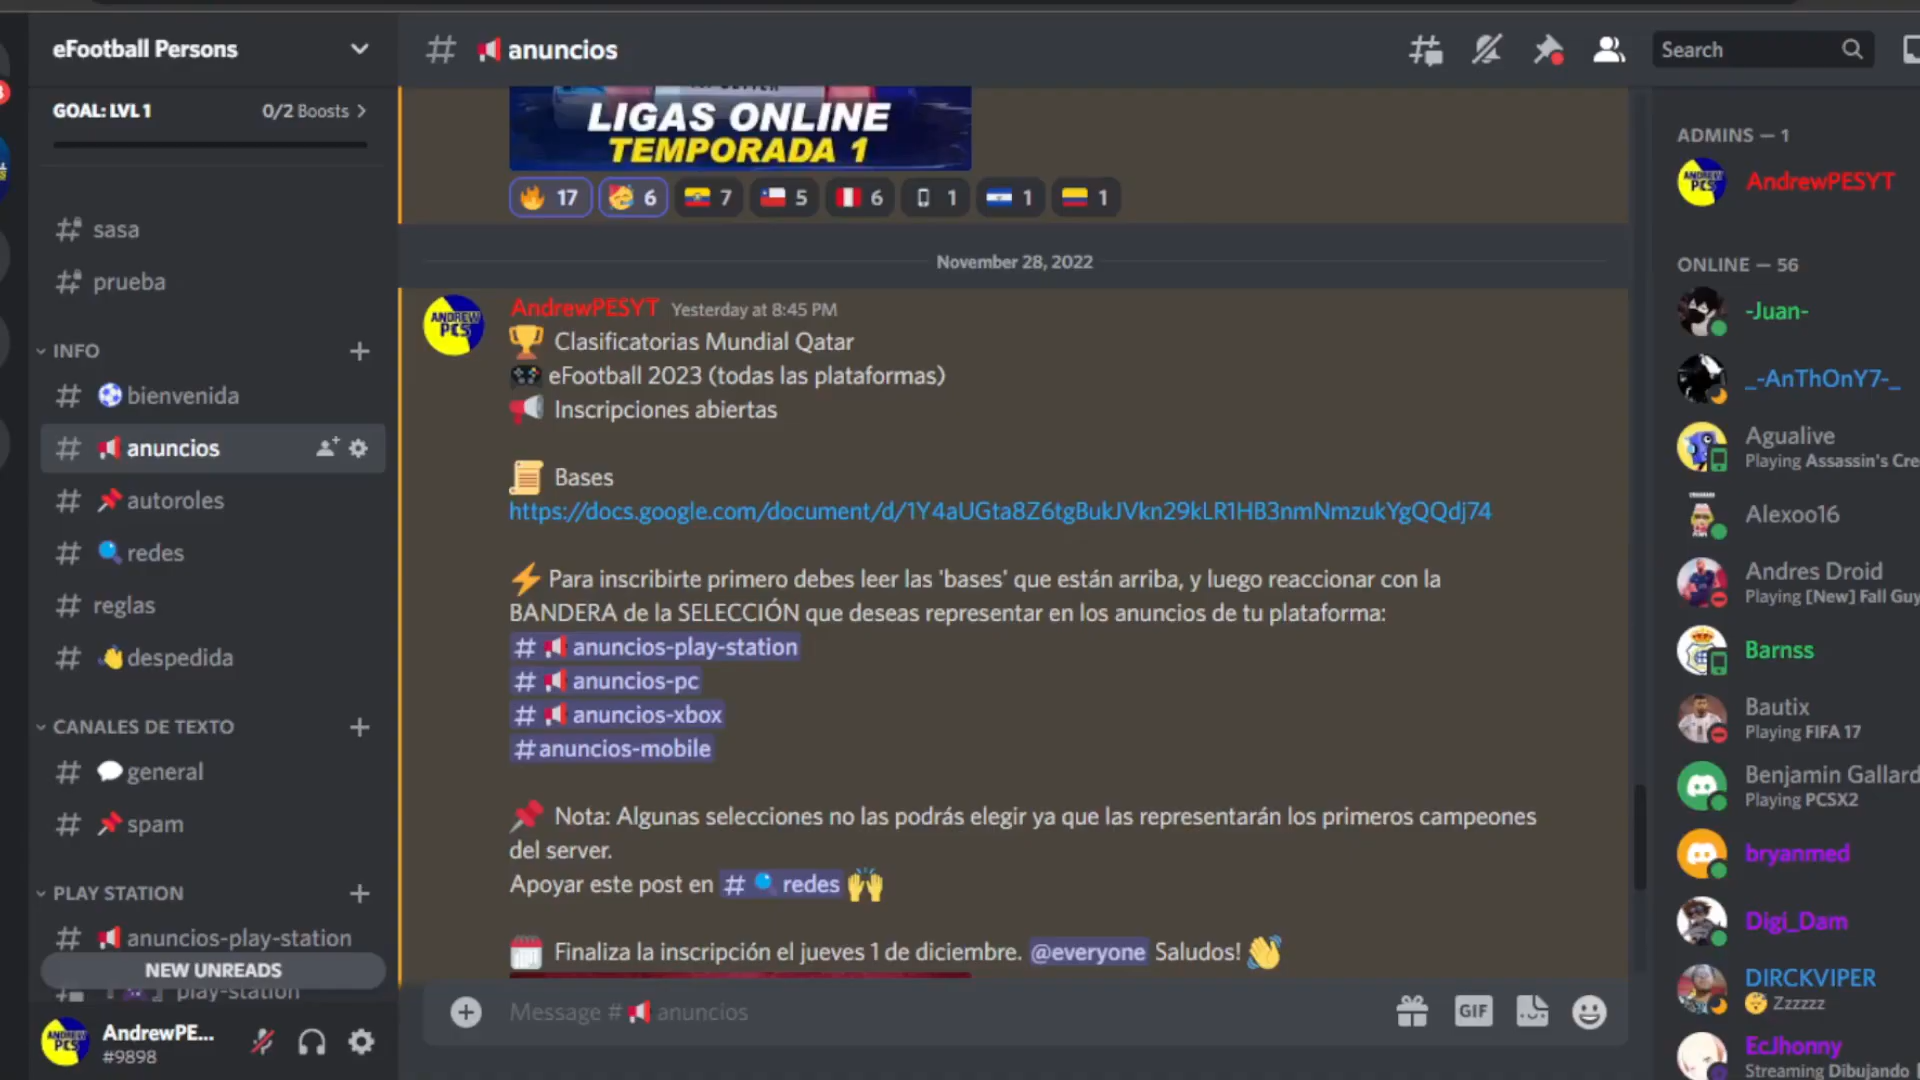 eFootball Persons
GOAL: LVL 1 0/2 Boosts
sasa
prueba
INFO
bienvenida
anuncios
autoroles
redes
reglas
despedida
CANALES DE TEXTO
general
spam
PLAY STATION
anuncios-play-station
NEW UNREADS
play-station
AndrewPE...
#9898
anuncios
Search
LIGAS ONLINE
TEMPORADA 1
17 6 7 5 6 1 1 1
November 28, 2022
AndrewPESYT Yesterday at 8:45 PM
Clasificatorias Mundial Qatar
eFootball 2023 (todas las plataformas)
Inscripciones abiertas
Bases
https://docs.google.com/document/d/1Y4aUGta8Z6tgBukJVkn29kLR1HB3nmNmzukYgQQdj74
Para inscribirte primero debes leer las 'bases' que están arriba, y luego reaccionar con la
BANDERA de la SELECCIÓN que deseas representar en los anuncios de tu plataforma:
# anuncios-play-station
# anuncios-pc
# anuncios-xbox
#anuncios-mobile
Nota: Algunas selecciones no las podrás elegir ya que las representarán los primeros campeones
del server.
Apoyar este post en # redes
Finaliza la inscripción el jueves 1 de diciembre. @everyone Saludos!
Message # anuncios
GIF
ADMINS — 1
AndrewPESYT
ONLINE — 56
-Juan-
_-AnThOnY7-_
Agualive
Playing Assassin's Cre
Alexoo16
Andres Droid
Playing [New] Fall Guy
Barnss
Bautix
Playing FIFA 17
Benjamin Gallard
Playing PCSX2
bryanmed
Digi_Dam
DIRCKVIPER
Zzzzzz
EcJhonny
Streaming Dibujando
ANDREW
PCS